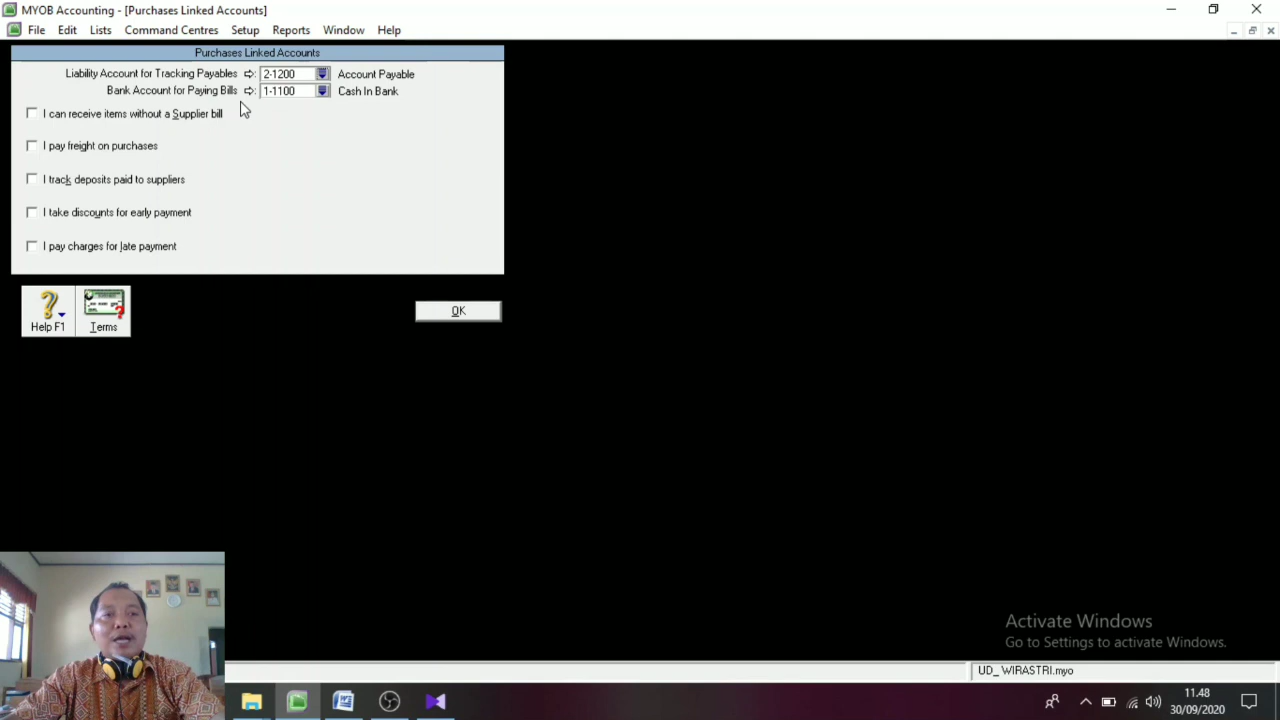 MYOB Accounting - [Purchases Linked Accounts]
File Edit Lists Command Centres Setup Reports Window Help
Purchases Linked Accounts
Liability Account for Tracking Payables 2-1200 Account Payable
Bank Account for Paying Bills 1-1100 Cash In Bank
I can receive items without a Supplier bill
I pay freight on purchases
I track deposits paid to suppliers
I take discounts for early payment
I pay charges for late payment
Help F1 Terms
OK
Activate Windows
Go to Settings to activate Windows.
UD_ WIRASTRI.myo
11.48
30/09/2020